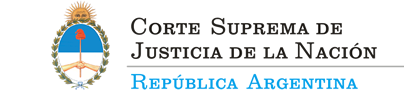 Corte Suprema de
Justicia de la Nación
República Argentina